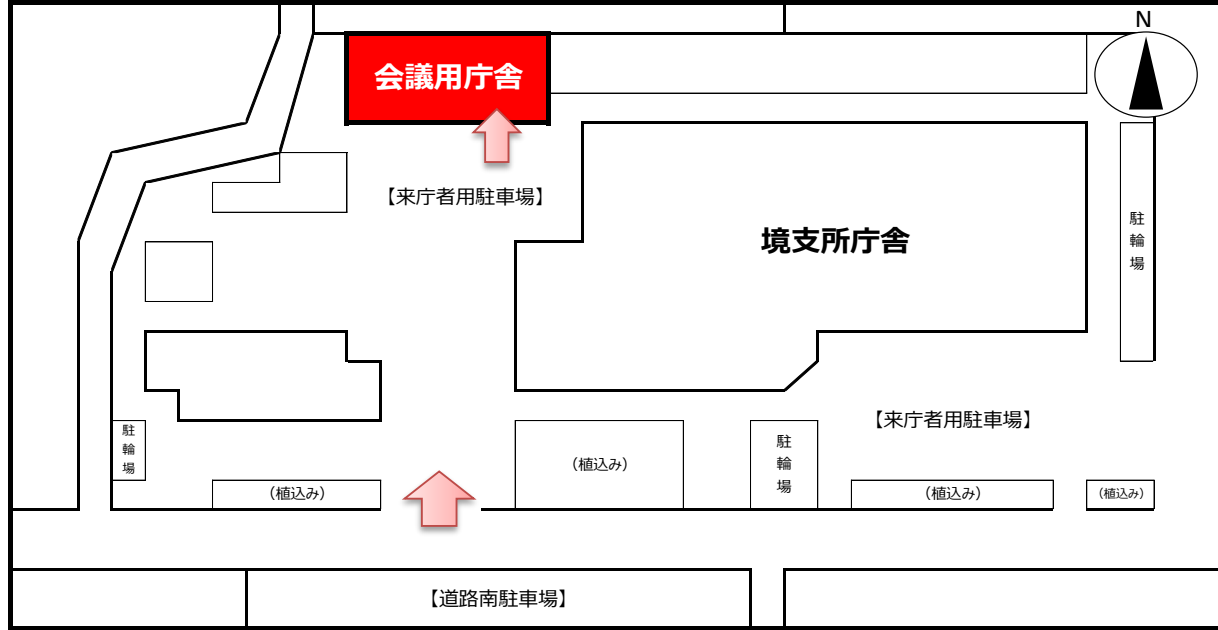 N
会議用庁舎
【来庁者用駐車場】
境支所庁舎
駐輪場
【来庁者用駐車場】
駐輪場
(植込み)
駐輪場
(植込み)
(植込み)
(植込み)
【道路南駐車場】